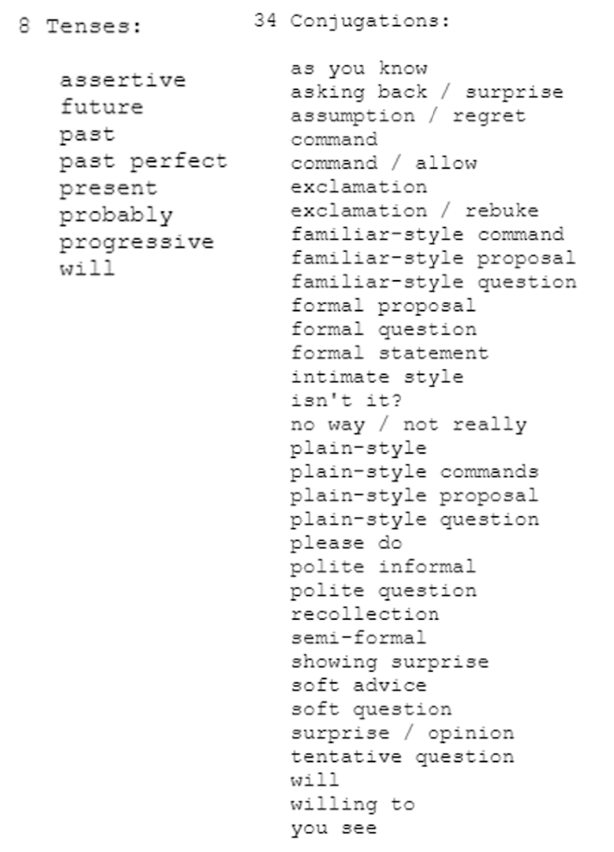 8 Tenses:
assertive
future
past
past perfect
present
probably
progressive
will
34 Conjugations:
as you know
asking back / surprise
assumption / regret
command
command / allow
exclamation
exclamation / rebuke
familiar-style command
familiar-style proposal
familiar-style question
formal proposal
formal question
formal statement
intimate style
isn't it?
no way / not really
plain-style
plain-style commands
plain-style proposal
plain-style question
please do
polite informal
polite question
recollection
semi-formal
showing surprise
soft advice
soft question
surprise / opinion
tentative question
will
willing to
you see